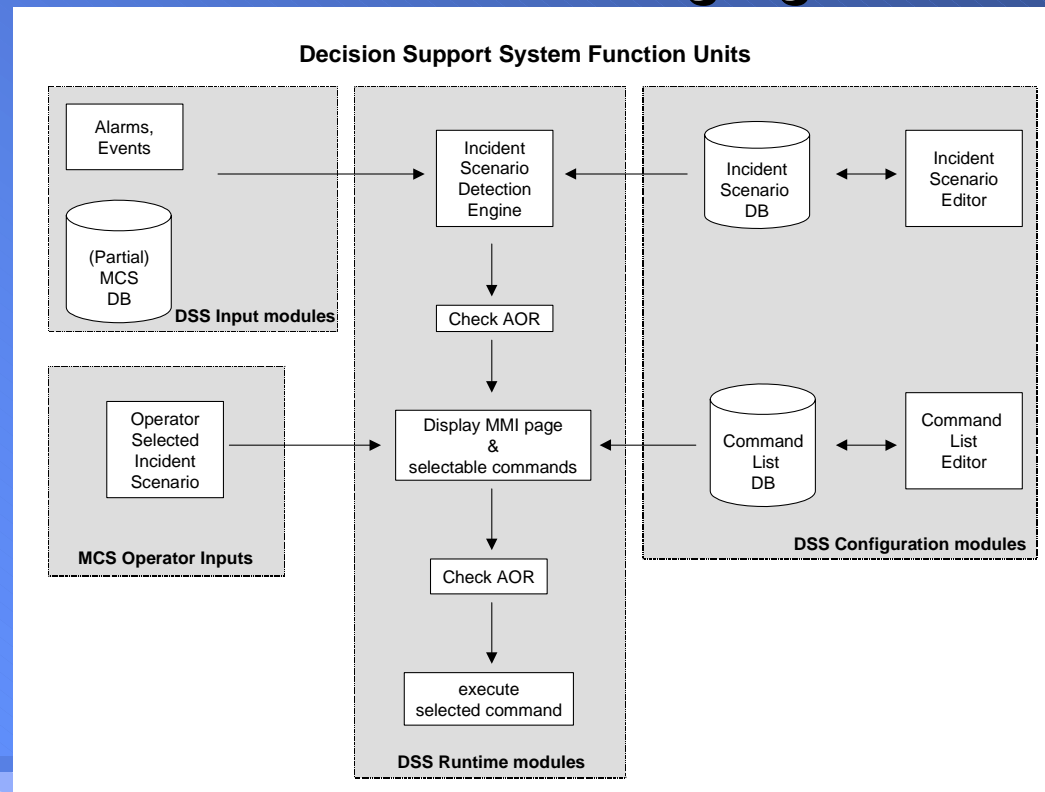 Decision Support System Function Units
Alarms,
Events
(Partial)
MCS
DB
DSS Input modules
Operator
Selected
Incident
Scenario
MCS Operator Inputs
Incident
Scenario
Detection
Engine
Check AOR
Display MMI page
&
selectable commands
Check AOR
execute
selected command
DSS Runtime modules
Incident
Scenario
DB
Incident
Scenario
Editor
Command
List
DB
Command
List
Editor
DSS Configuration modules